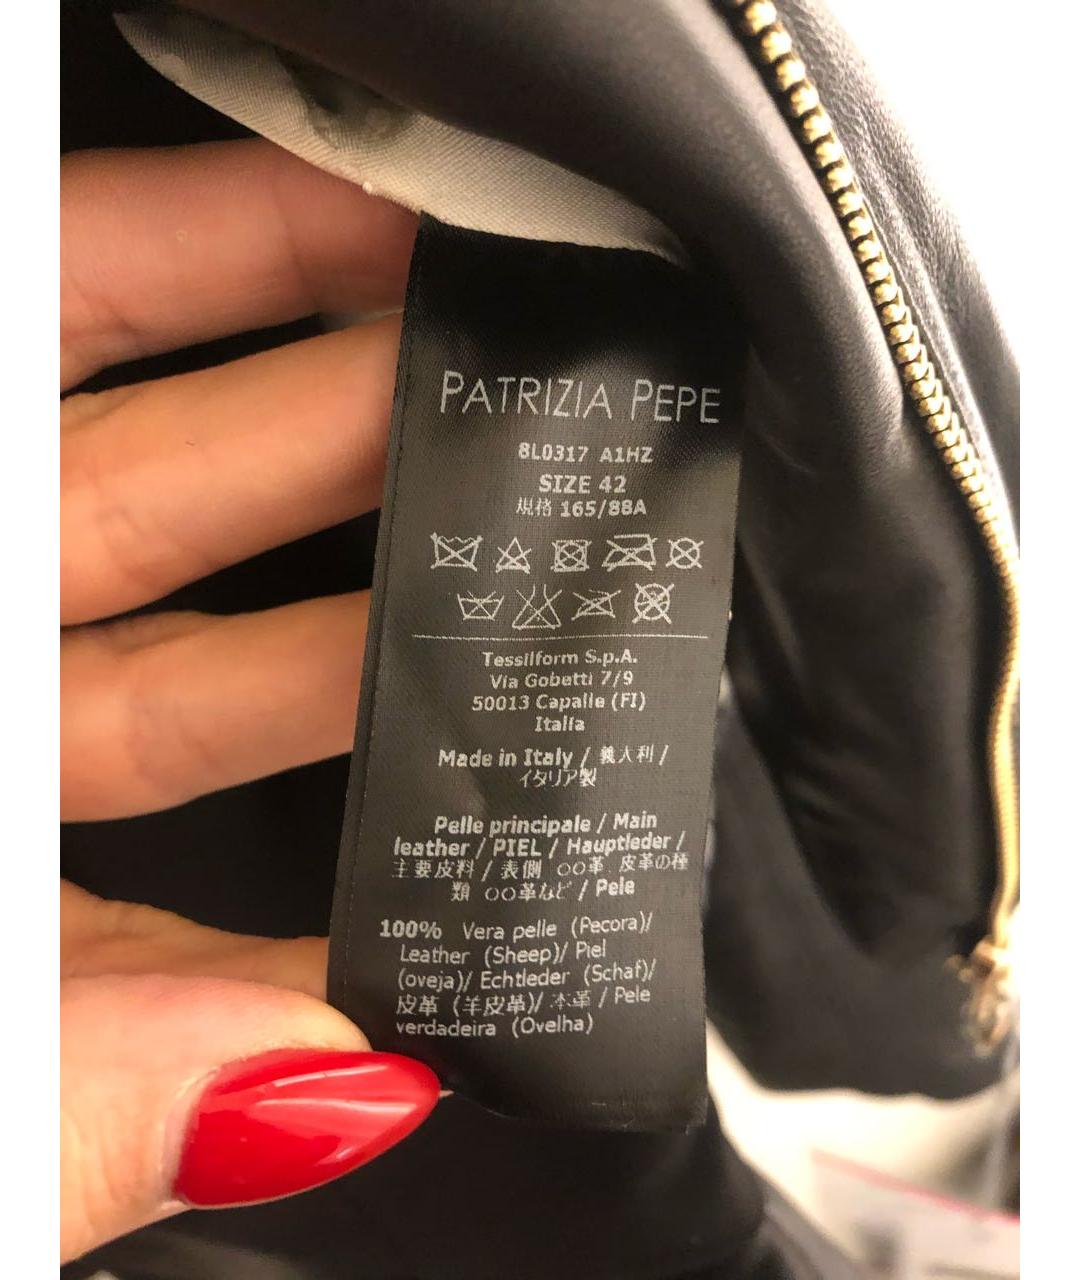 PATRIZIA PEPE
8L0317 A1HZ
SIZE 42
規格 165/88A
Tessilform S.p.A.
Via Gobetti 7/9
50013 Capalle (FI)
Italia
Made in Italy / 義大利 /
イタリア製
Pelle principale / Main
leather / PIEL / Hauptleder /
主要皮料 / 表側 ○○革 皮革の種
類 ○○革など / Pele
100% Vera pelle (Pecora)/
Leather (Sheep)/ Piel
(oveja)/ Echtleder (Schaf)/
皮革 (羊皮革)/ 本革 / Pele
verdadeira (Ovelha)